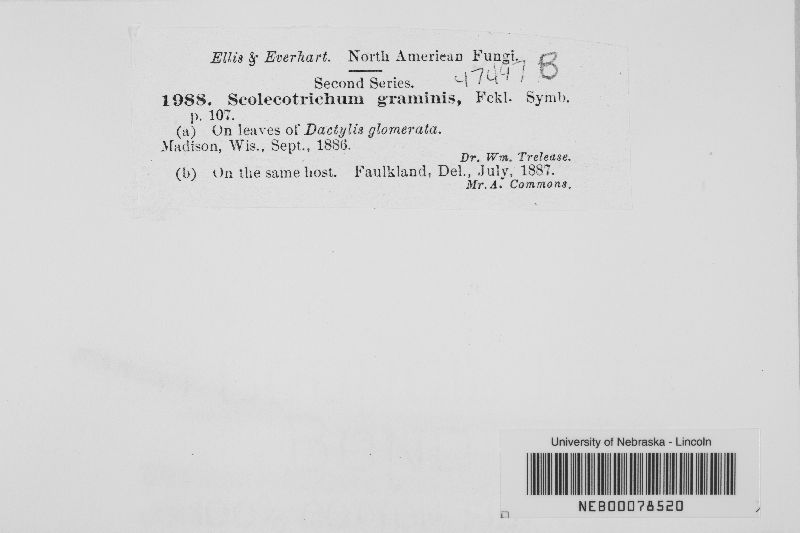 Ellis & Everhart. North American Fungi.
47447 B
Second Series.
1988. Scolecotrichum graminis, Fckl. Symb.
p. 107.
(a) On leaves of Dactylis glomerata.
Madison, Wis., Sept., 1886.
Dr. Wm. Trelease.
(b) On the same host. Faulkland, Del., July, 1887.
Mr. A. Commons.
University of Nebraska - Lincoln
NEB00078520